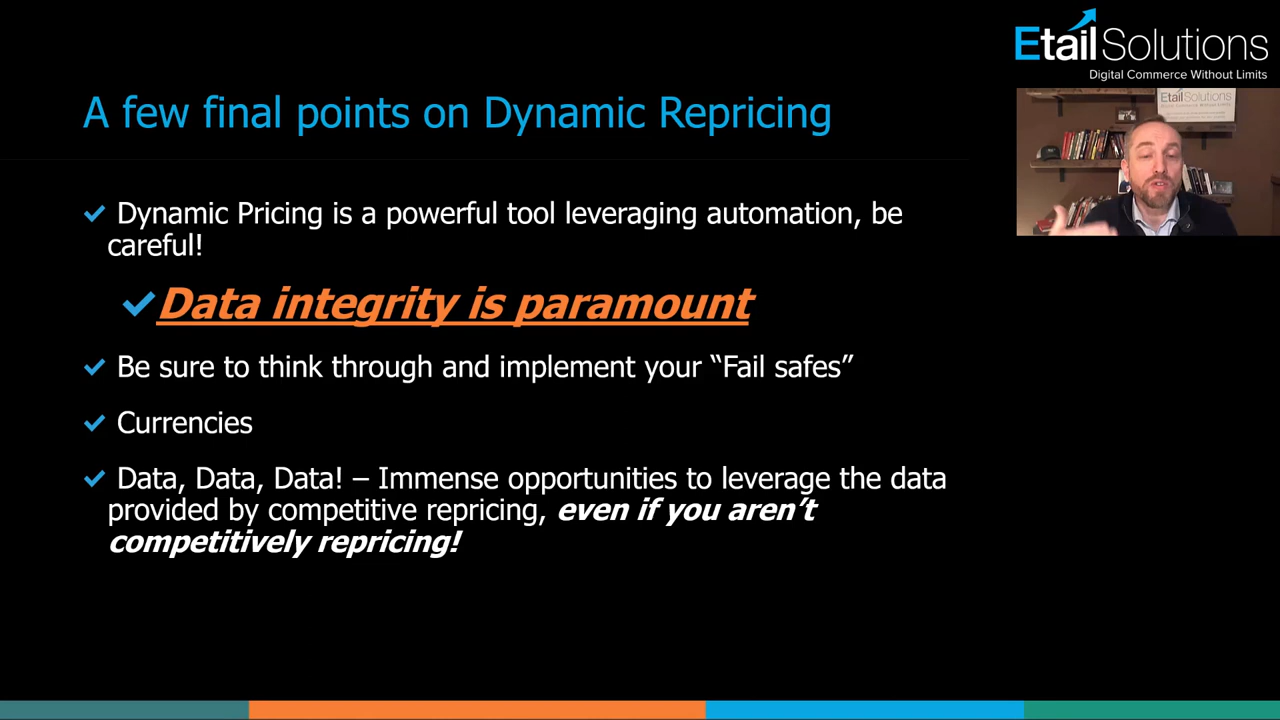 Etail Solutions
Digital Commerce Without Limits
A few final points on Dynamic Repricing
EtailSolutions
Dynamic Pricing is a powerful tool leveraging automation, be
careful!
Data integrity is paramount
Be sure to think through and implement your “Fail safes”
Currencies
Data, Data, Data! – Immense opportunities to leverage the data
provided by competitive repricing, even if you aren’t
competitively repricing!